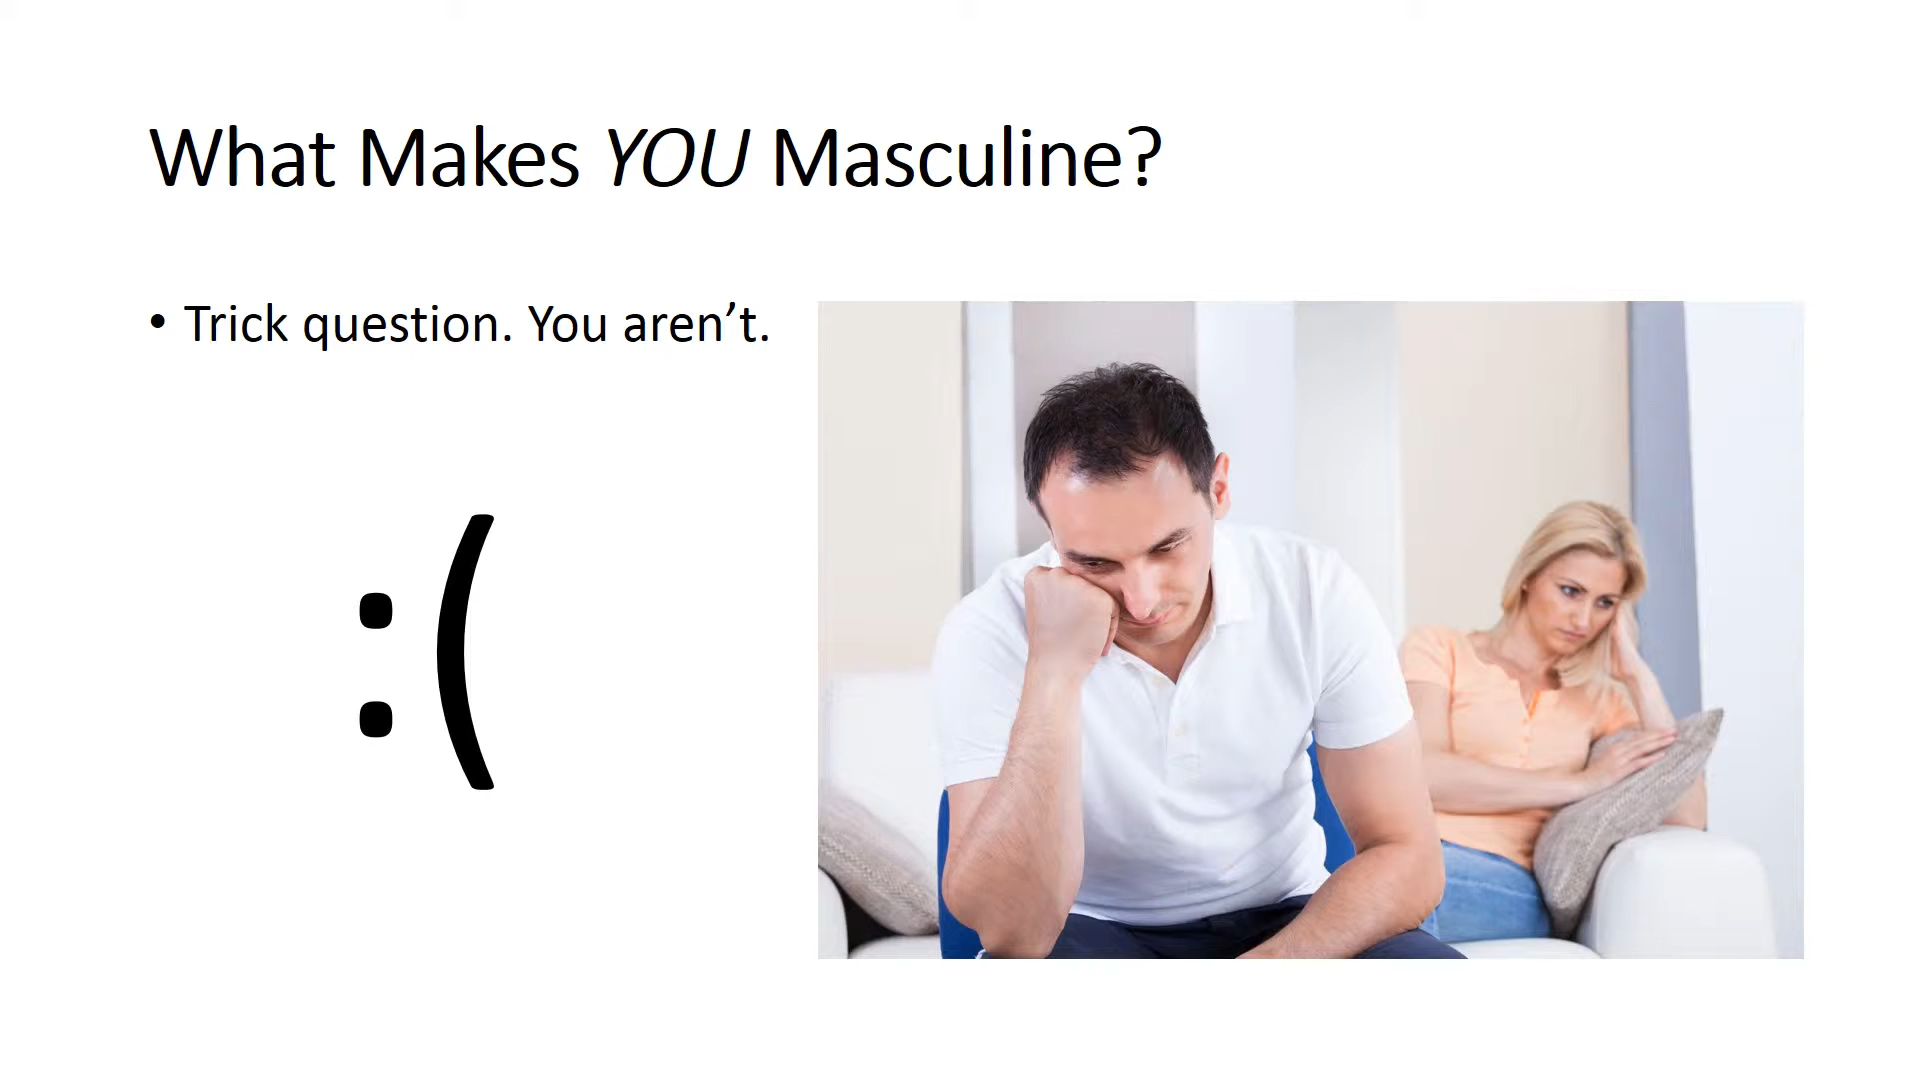 What Makes YOU Masculine?
• Trick question. You aren’t.
:(